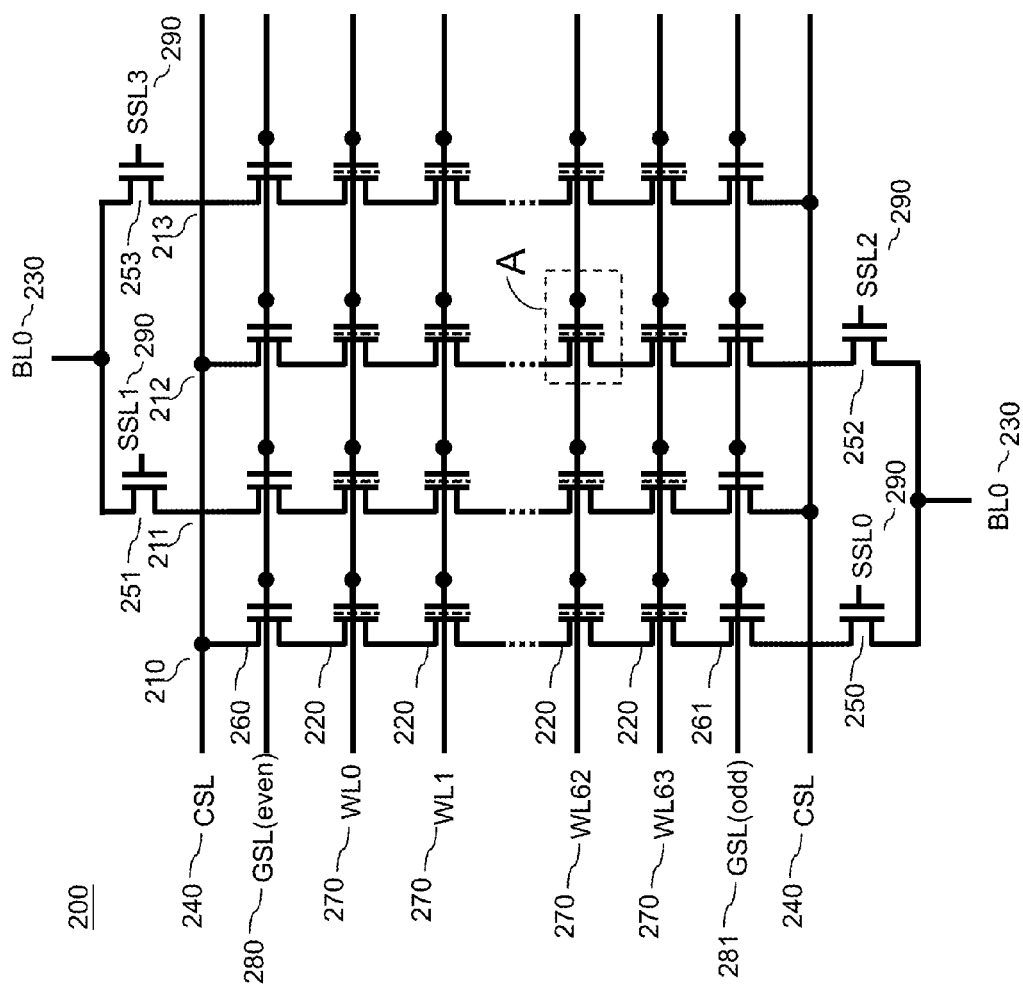 BL0 230
200
SSL1 290
SSL3 290
251
253
210
211
212
213
240 CSL
260
280 GSL(even)
220
270 WL0
220
270 WL1
A
220
270 WL62
220
270 WL63
261
281 GSL(odd)
240 CSL
250
SSL0 290
252
SSL2 290
BL0 230